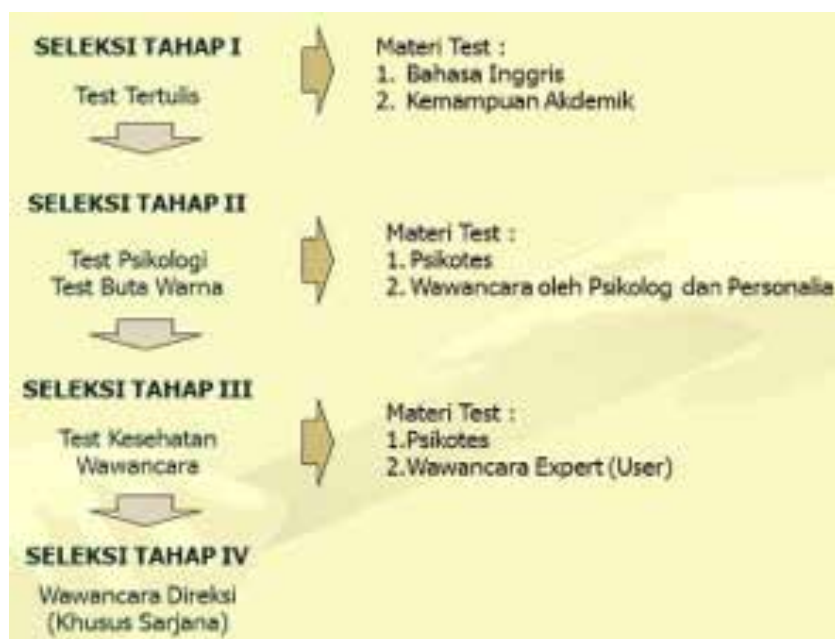 SELEKSI TAHAP I
Test Tertulis
Materi Test :
1. Bahasa Inggris
2. Kemampuan Akdemik
SELEKSI TAHAP II
Test Psikologi
Test Buta Warna
Materi Test :
1. Psikotes
2. Wawancara oleh Psikolog dan Personalia
SELEKSI TAHAP III
Test Kesehatan
Wawancara
Materi Test :
1.Psikotes
2.Wawancara Expert (User)
SELEKSI TAHAP IV
Wawancara Direksi
(Khusus Sarjana)